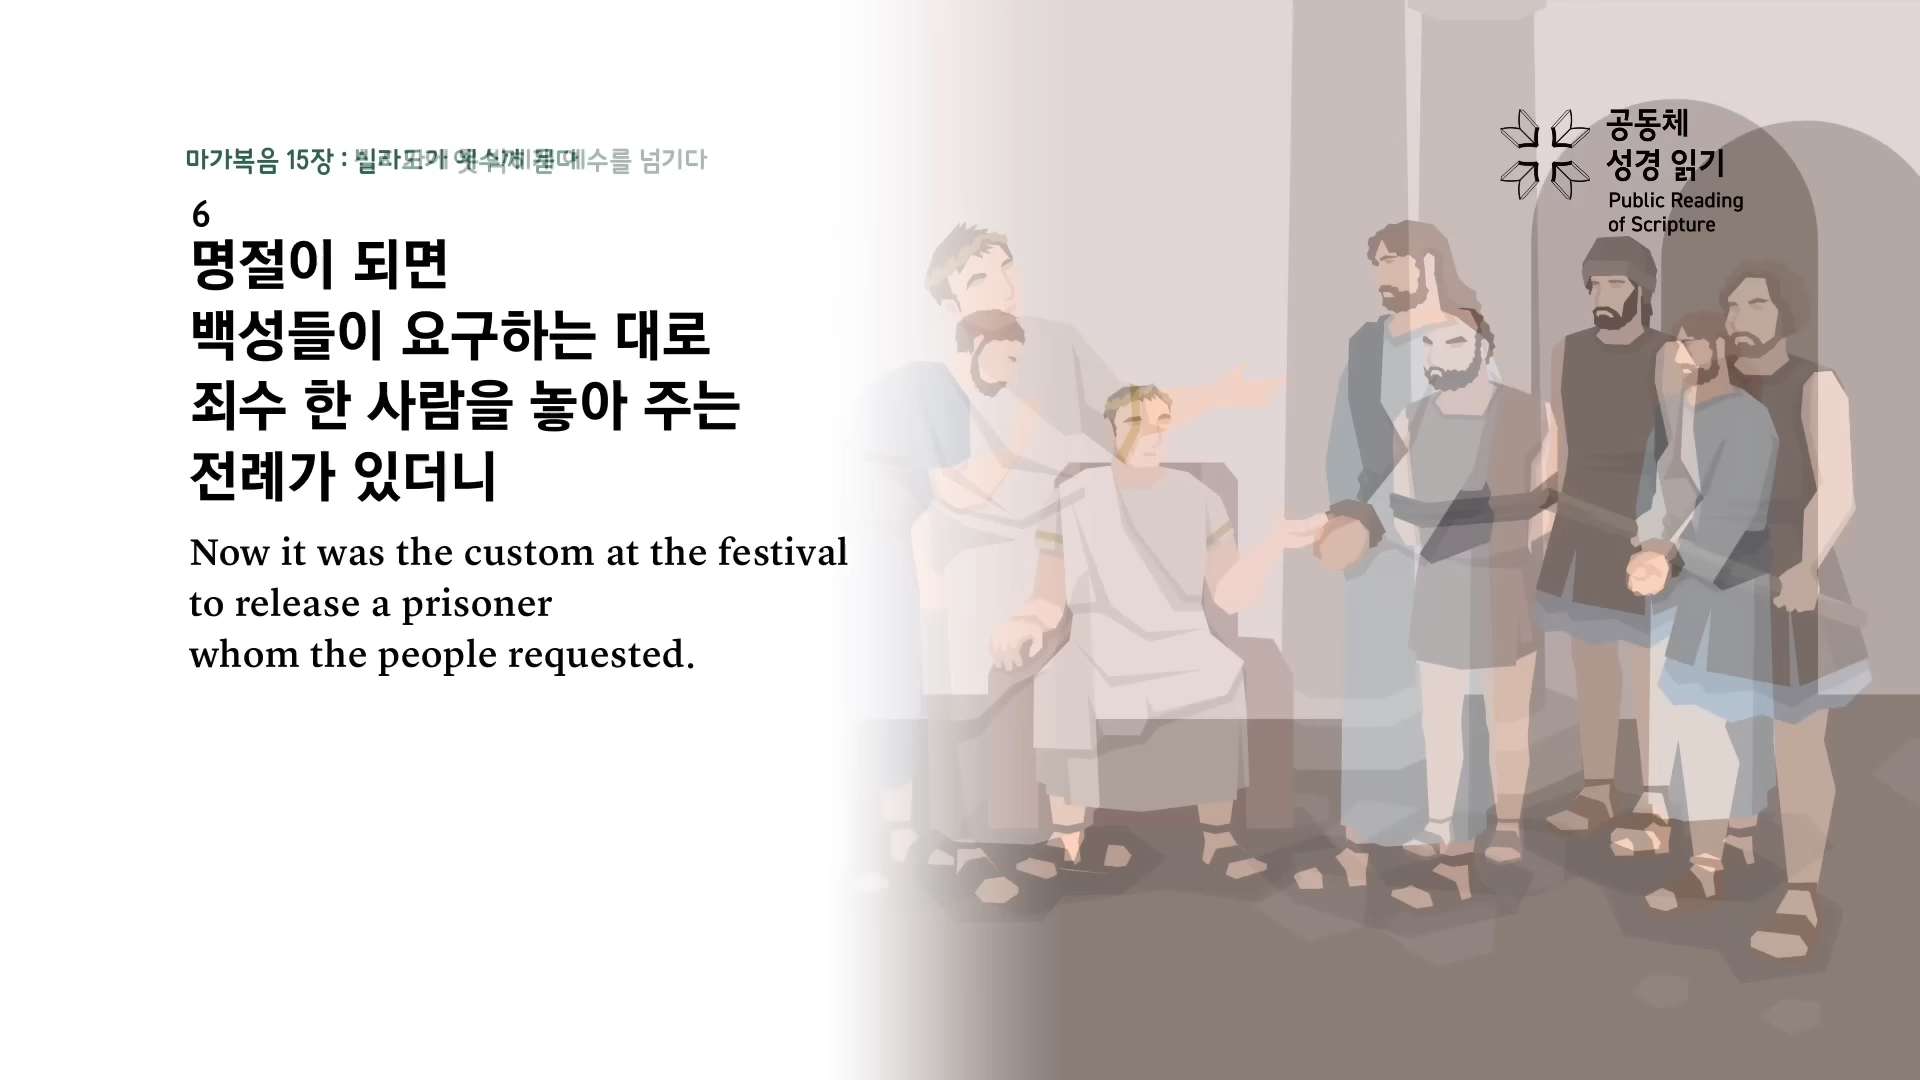 마가복음 15장 :
6
명절이 되면
백성들이 요구하는 대로
죄수 한 사람을 놓아 주는
전례가 있더니
Now it was the custom at the festival
to release a prisoner
whom the people requested.
공동체
성경 읽기
Public Reading
of Scripture